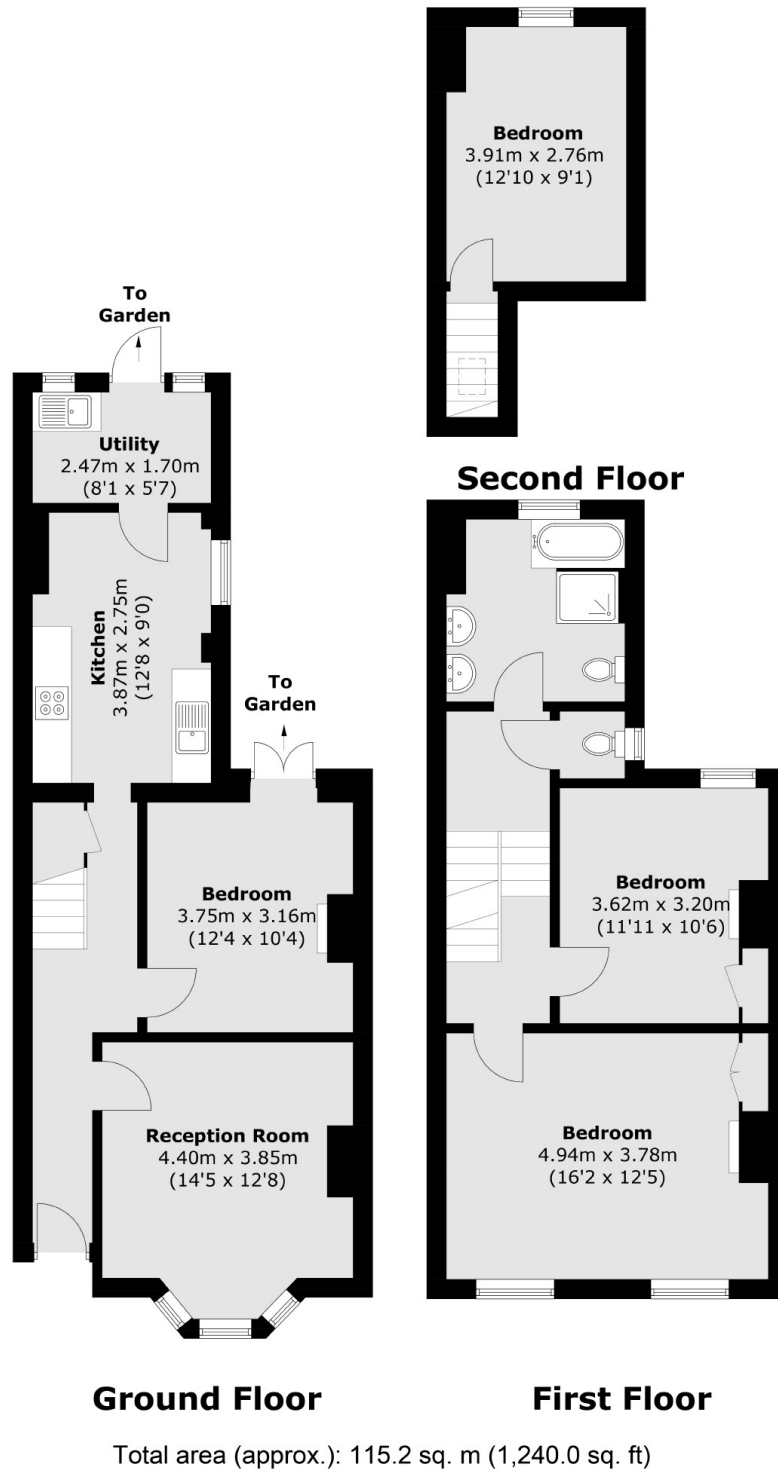 Bedroom
3.91m x 2.76m
(12'10 x 9'1)
Second Floor
To
Garden
Utility
2.47m x 1.70m
(8'1 x 5'7)
Kitchen
3.87m x 2.75m
(12'8 x 9'0)
To
Garden
Bedroom
3.75m x 3.16m
(12'4 x 10'4)
Reception Room
4.40m x 3.85m
(14'5 x 12'8)
Ground Floor
Bedroom
3.62m x 3.20m
(11'11 x 10'6)
Bedroom
4.94m x 3.78m
(16'2 x 12'5)
First Floor
Total area (approx.): 115.2 sq. m (1,240.0 sq. ft)